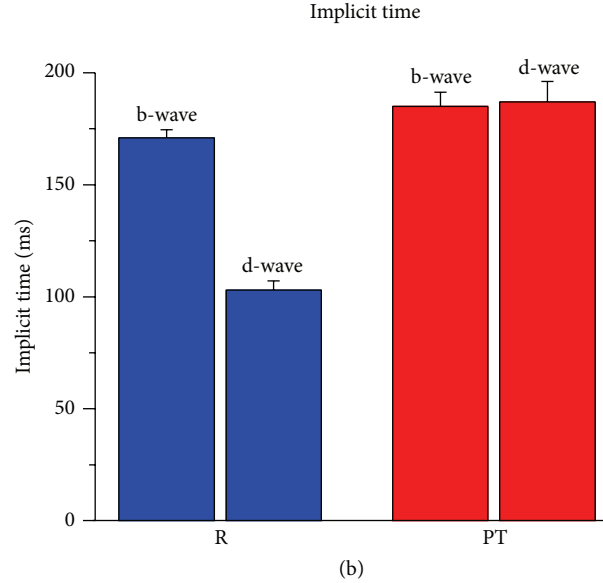 Implicit time
200
150
100
50
0
Implicit time (ms)
b-wave
d-wave
b-wave
d-wave
R
PT
(b)